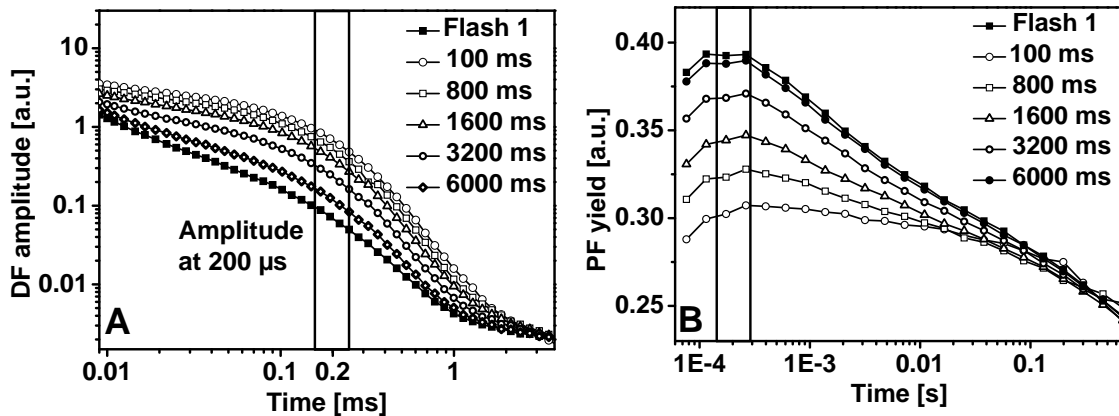 DF amplitude [a.u.]
10
1
0.1
0.01
Flash 1
100 ms
800 ms
1600 ms
3200 ms
6000 ms
Amplitude
at 200 µs
A
0.01
0.1
0.2
1
Time [ms]
PF yield [a.u.]
0.40
0.35
0.30
0.25
Flash 1
100 ms
800 ms
1600 ms
3200 ms
6000 ms
B
1E-4
1E-3
0.01
0.1
Time [s]